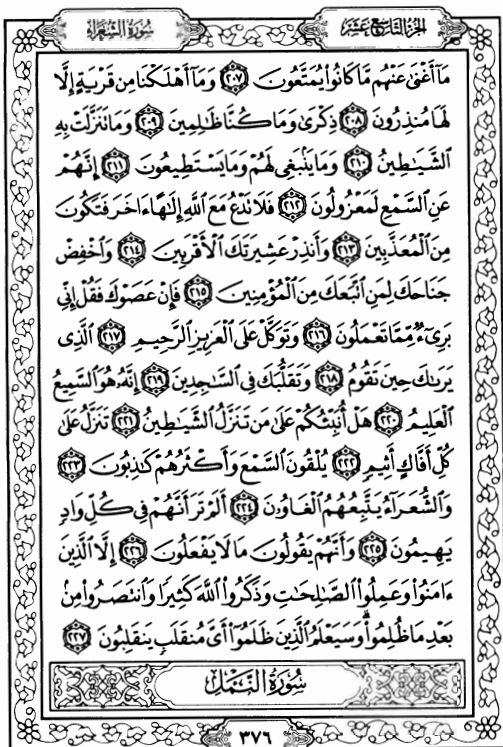 الجزء التاسع عشر
سورة الشعراء
مَآ أَغْنَىٰ عَنْهُم مَّا كَانُوا۟ يُمَتَّعُونَ ٢٠٧ وَمَآ أَهْلَكْنَا مِن قَرْيَةٍ إِلَّا
لَهَا مُنذِرُونَ ٢٠٨ ذِكْرَىٰ وَمَا كُنَّا ظَٰلِمِينَ ٢٠٩ وَمَا تَنَزَّلَتْ بِهِ
ٱلشَّيَٰطِينُ ٢١٠ وَمَا يَنۢبَغِى لَهُمْ وَمَا يَسْتَطِيعُونَ ٢١١ إِنَّهُمْ
عَنِ ٱلسَّمْعِ لَمَعْزُولُونَ ٢١٢ فَلَا تَدْعُ مَعَ ٱللَّهِ إِلَٰهًا ءَاخَرَ فَتَكُونَ
مِنَ ٱلْمُعَذَّبِينَ ٢١٣ وَأَنذِرْ عَشِيرَتَكَ ٱلْأَقْرَبِينَ ٢١٤ وَٱخْفِضْ
جَنَاحَكَ لِمَنِ ٱتَّبَعَكَ مِنَ ٱلْمُؤْمِنِينَ ٢١٥ فَإِنْ عَصَوْكَ فَقُلْ إِنِّى
بَرِىٓءٌ مِّمَّا تَعْمَلُونَ ٢١٦ وَتَوَكَّلْ عَلَى ٱلْعَزِيزِ ٱلرَّحِيمِ ٢١٧ ٱلَّذِى
يَرَىٰكَ حِينَ تَقُومُ ٢١٨ وَتَقَلُّبَكَ فِى ٱلسَّٰجِدِينَ ٢١٩ إِنَّهُۥ هُوَ ٱلسَّمِيعُ
ٱلْعَلِيمُ ٢٢٠ هَلْ أُنَبِّئُكُمْ عَلَىٰ مَن تَنَزَّلُ ٱلشَّيَٰطِينُ ٢٢١ تَنَزَّلُ عَلَىٰ
كُلِّ أَفَّاكٍ أَثِيمٍ ٢٢٢ يُلْقُونَ ٱلسَّمْعَ وَأَكْثَرُهُمْ كَٰذِبُونَ ٢٢٣
وَٱلشُّعَرَآءُ يَتَّبِعُهُمُ ٱلْغَاوُۥنَ ٢٢٤ أَلَمْ تَرَ أَنَّهُمْ فِى كُلِّ وَادٍ
يَهِيمُونَ ٢٢٥ وَأَنَّهُمْ يَقُولُونَ مَا لَا يَفْعَلُونَ ٢٢٦ إِلَّا ٱلَّذِينَ
ءَامَنُوا۟ وَعَمِلُوا۟ ٱلصَّٰلِحَٰتِ وَذَكَرُوا۟ ٱللَّهَ كَثِيرًا وَٱنتَصَرُوا۟ مِنۢ
بَعْدِ مَا ظُلِمُوا۟ ۗ وَسَيَعْلَمُ ٱلَّذِينَ ظَلَمُوٓا۟ أَىَّ مُنقَلَبٍ يَنقَلِبُونَ ٢٢٧
سورة النمل
٣٧٦